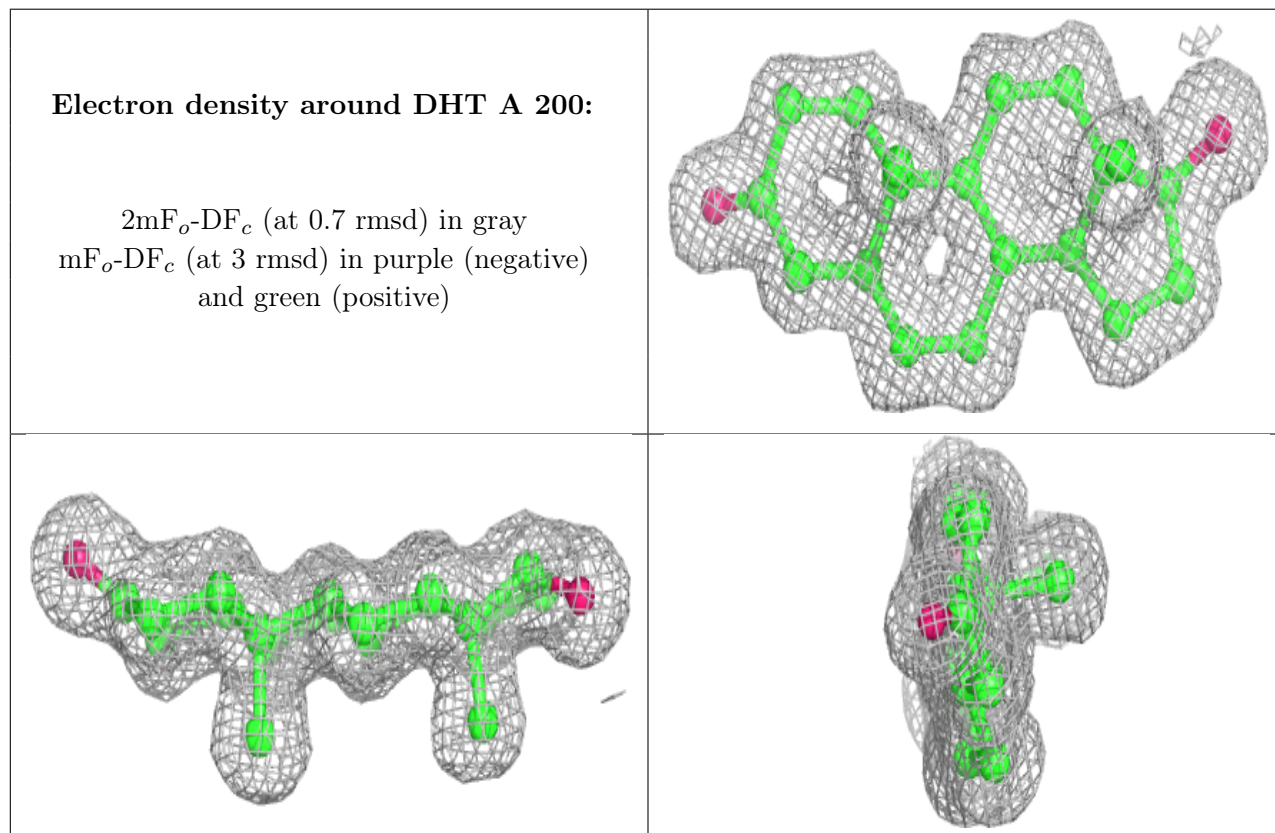 Electron density around DHT A 200:
2mFo-DFc (at 0.7 rmsd) in gray
mFo-DFc (at 3 rmsd) in purple (negative)
and green (positive)